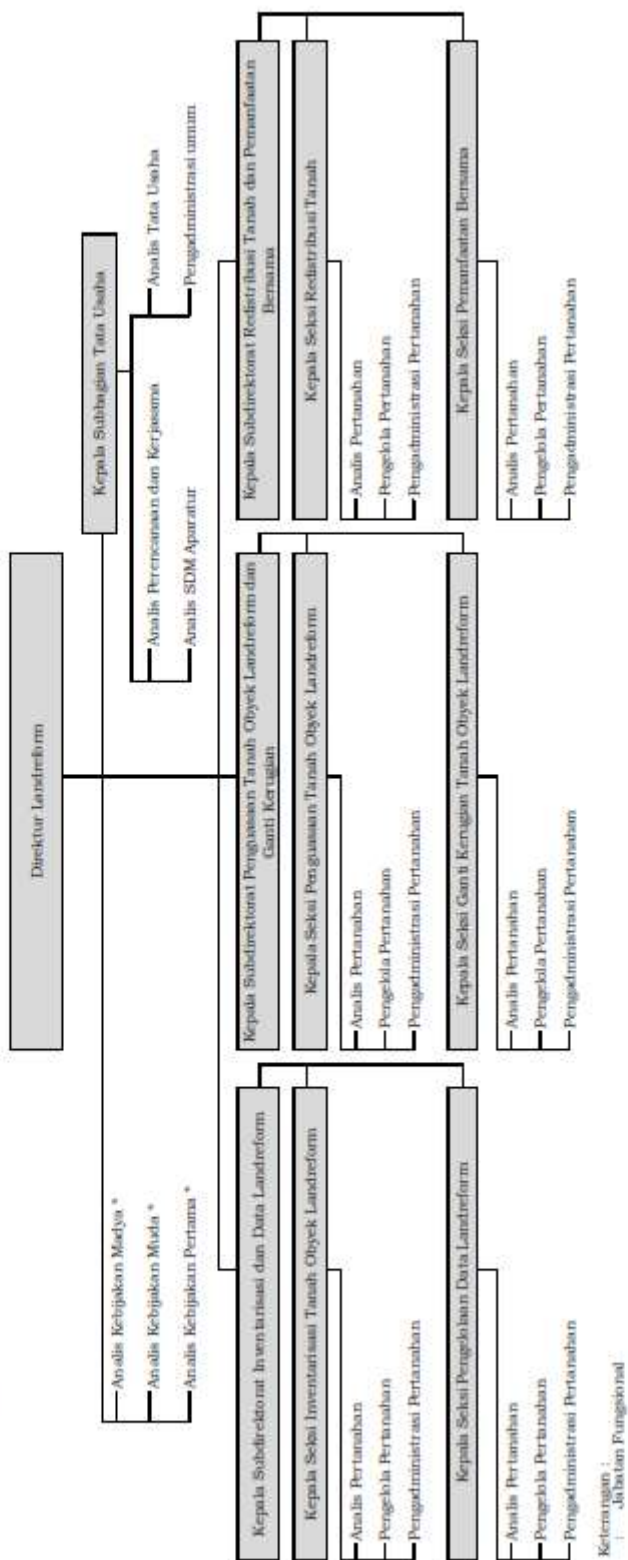 Direktur Landreform
Kepala Subbagian Tata Usaha
Analis Kebijakan Madya *
Analis Kebijakan Muda *
Analis Kebijakan Pertama *
Analis Perencanaan dan Kerjasama
Analis SDM Aparatur
Analis Tata Usaha
Pengadministrasi umum
Kepala Subdirektorat Inventarisasi dan Data Landreform
Kepala Seksi Inventarisasi Tanah Obyek Landreform
Analis Pertanahan
Pengelola Pertanahan
Pengadministrasi Pertanahan
Kepala Seksi Pengelolaan Data Landreform
Analis Pertanahan
Pengelola Pertanahan
Pengadministrasi Pertanahan
Kepala Subdirektorat Penguasaan Tanah Obyek Landreform dan
Ganti Kerugian
Kepala Seksi Penguasaan Tanah Obyek Landreform
Analis Pertanahan
Pengelola Pertanahan
Pengadministrasi Pertanahan
Kepala Seksi Ganti Kerugian Tanah Obyek Landreform
Analis Pertanahan
Pengelola Pertanahan
Pengadministrasi Pertanahan
Kepala Subdirektorat Redistribusi Tanah dan Pemanfaatan
Bersama
Kepala Seksi Redistribusi Tanah
Analis Pertanahan
Pengelola Pertanahan
Pengadministrasi Pertanahan
Kepala Seksi Pemanfaatan Bersama
Analis Pertanahan
Pengelola Pertanahan
Pengadministrasi Pertanahan
Keterangan :
: Jabatan Fungsional